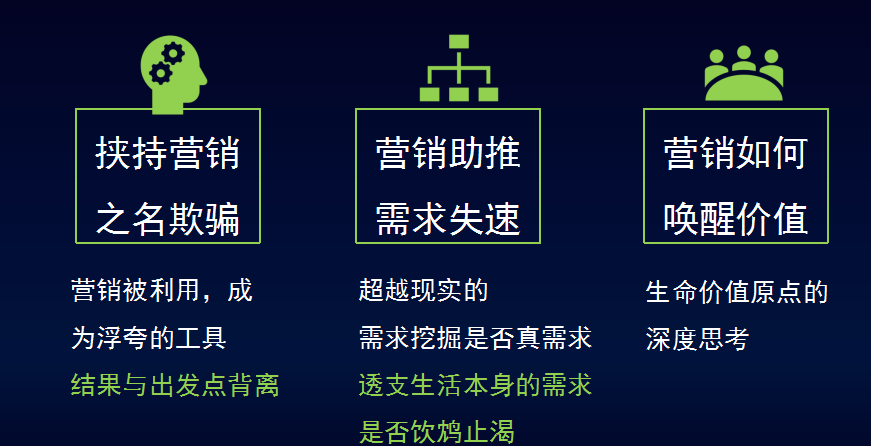 挟持营销
之名欺骗
营销被利用，成
为浮夸的工具
结果与出发点背离
营销助推
需求失速
超越现实的
需求挖掘是否真需求
透支生活本身的需求
是否饮鸩止渴
营销如何
唤醒价值
生命价值原点的
深度思考